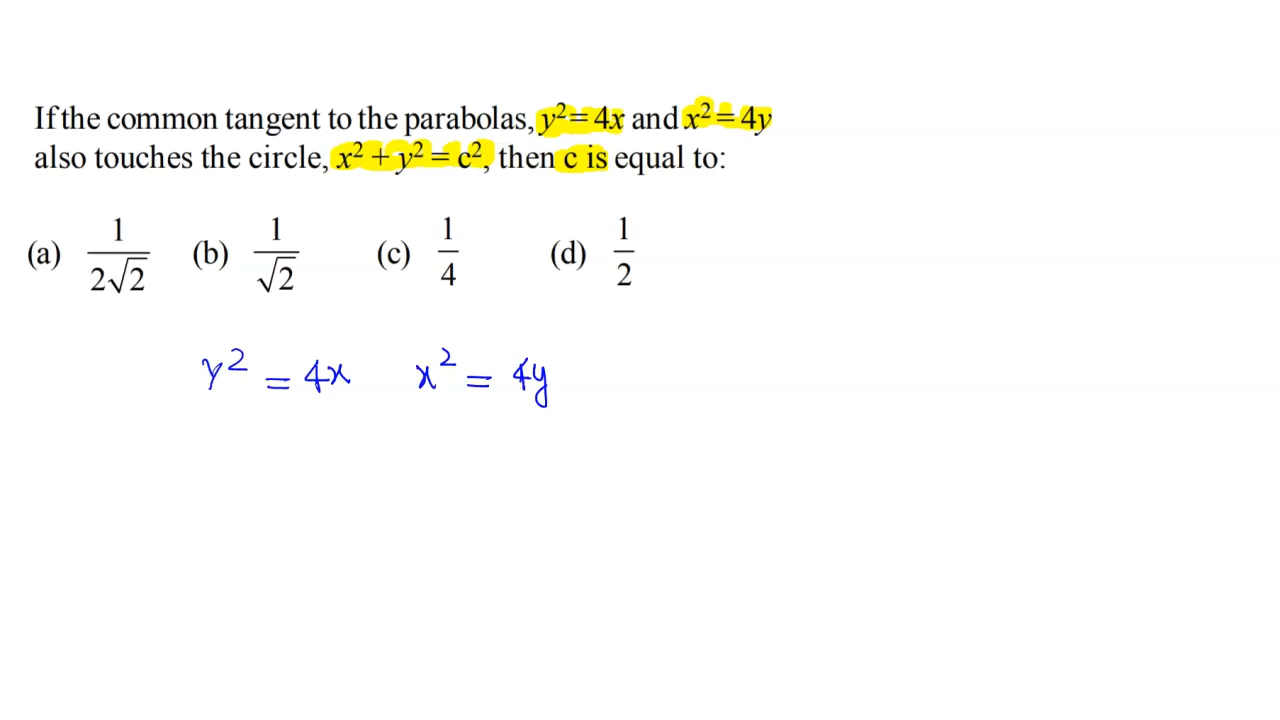 If the common tangent to the parabolas, y² = 4x and x² = 4y
also touches the circle, x² + y² = c², then c is equal to:
(a) 1/(2√2) (b) 1/√2 (c) 1/4 (d) 1/2
y² = 4x x² = 4y